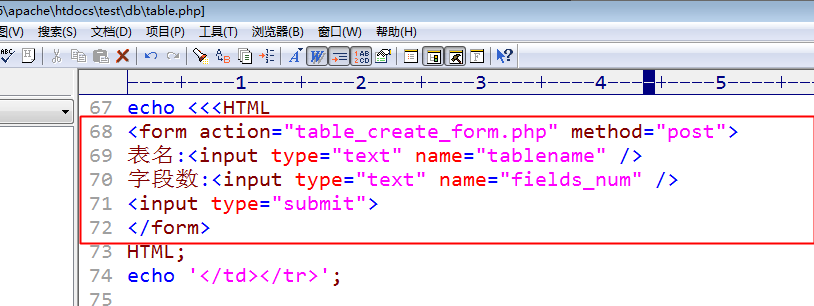 5\apache\htdocs\test\db\table.php]
图(V) 搜索(S) 文档(D) 项目(P) 工具(T) 浏览器(B) 窗口(W) 帮助(H)
----+----1----+----2----+----3----+----4----+----5----+
67 echo <<<HTML
68 <form action="table_create_form.php" method="post">
69 表名:<input type="text" name="tablename" />
70 字段数:<input type="text" name="fields_num" />
71 <input type="submit">
72 </form>
73 HTML;
74 echo '</td></tr>';
75